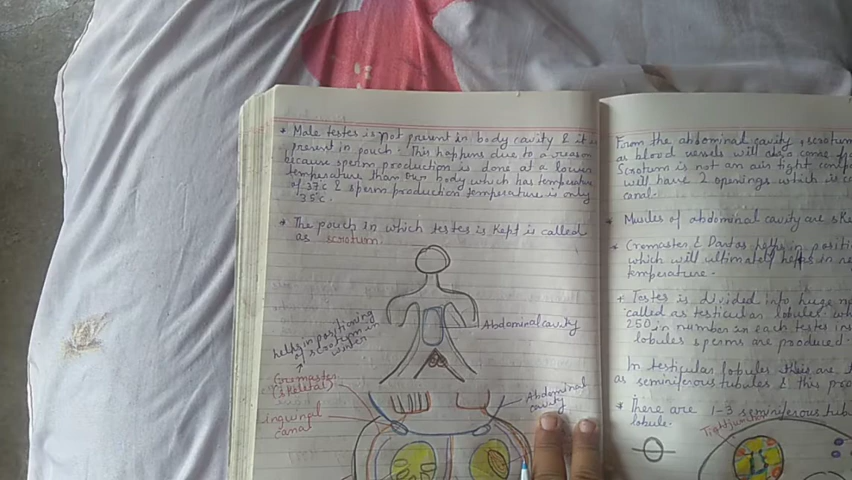 * Male testes is not present in body cavity & it is
present in pouch. This happens due to a reason
because sperm production is done at a lower
temperature than our body which has temperature
of 37°C & sperm production temperature is only
35°C.
* The pouch in which testes is kept is called
as scrotum
Abdominal cavity
helps in positioning
of scrotum in
winter
Cremaster
(skeletal)
inguinal
canal
Abdominal
cavity
From the abdominal cavity, scrotum
as blood vessels will also come
Scrotum is not an air tight
will have 2 openings which is
canal.
* Muscles of abdominal cavity are
* Cremaster & Dartos helps in
which will ultimately helps in
temperature.
* Testes is divided into huge
called as testicular lobules
250 in number in each testes
lobules sperms are produced.
In testicular lobules there are
as seminiferous tubules & this
* There are 1-3 seminiferous
lobule.
Tight junction